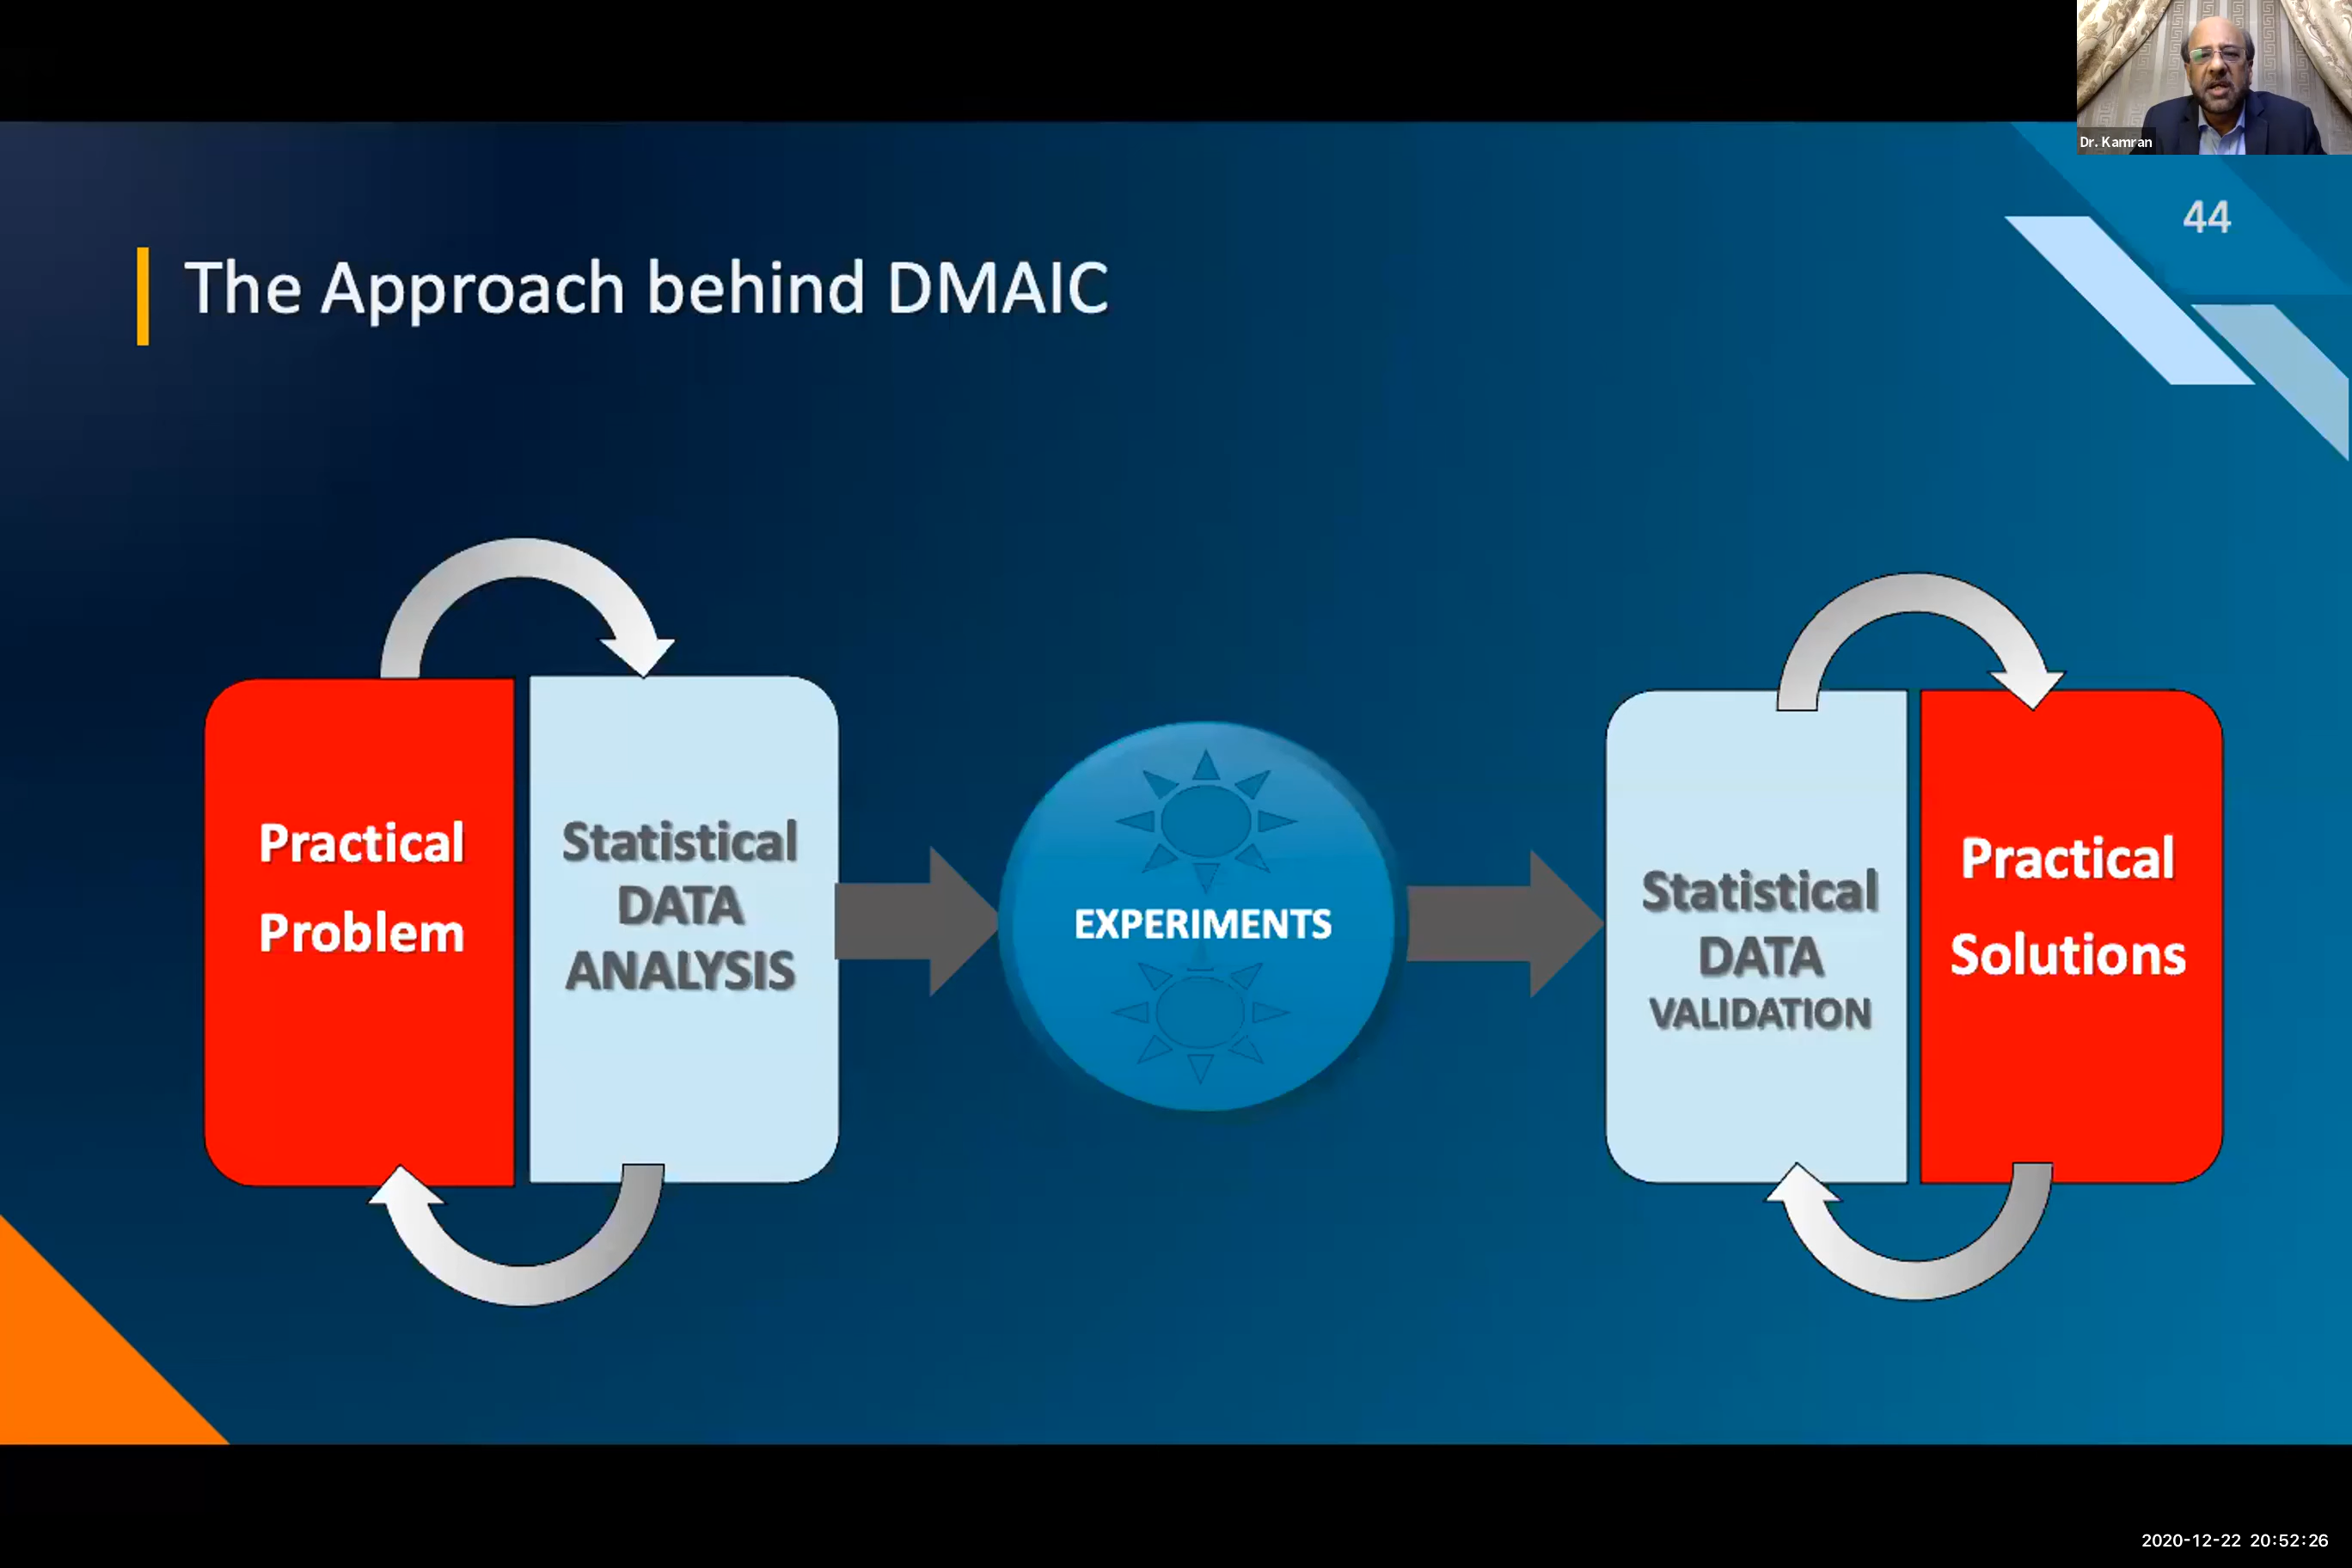 Dr. Kamran
44
The Approach behind DMAIC
Practical
Problem
Statistical
DATA
ANALYSIS
EXPERIMENTS
Statistical
DATA
VALIDATION
Practical
Solutions
2020-12-22 20:52:26